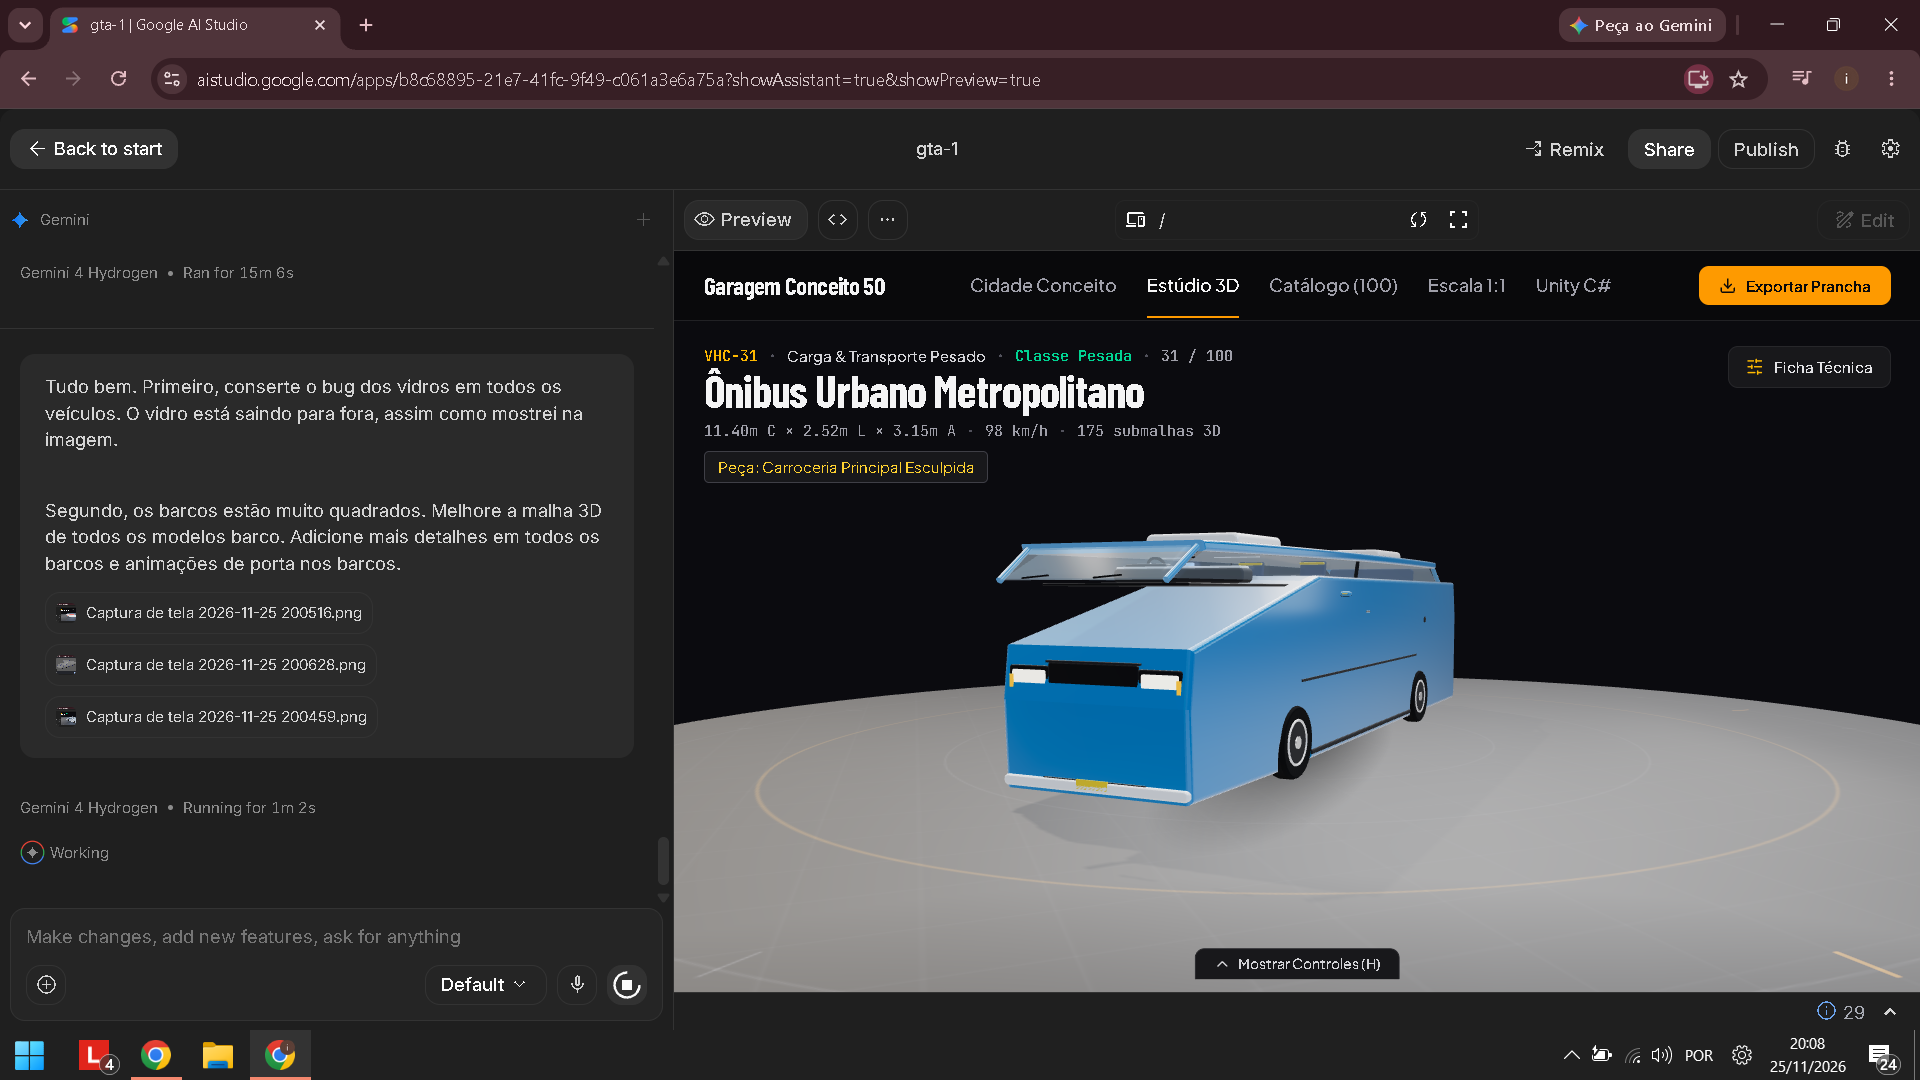 gta-1 | Google AI Studio
Peça ao Gemini
aistudio.google.com/apps/b8c68895-21e7-41fc-9f49-c061a3e6a75a?showAssistant=true&showPreview=true
i
Back to start
gta-1
Remix
Share
Publish
Gemini
Preview
/
Edit
Gemini 4 Hydrogen • Ran for 15m 6s
Tudo bem. Primeiro, conserte o bug dos vidros em todos os
veículos. O vidro está saindo para fora, assim como mostrei na
imagem.
Segundo, os barcos estão muito quadrados. Melhore a malha 3D
de todos os modelos barco. Adicione mais detalhes em todos os
barcos e animações de porta nos barcos.
Captura de tela 2026-11-25 200516.png
Captura de tela 2026-11-25 200628.png
Captura de tela 2026-11-25 200459.png
Gemini 4 Hydrogen • Running for 1m 2s
Working
Make changes, add new features, ask for anything
Default
Garagem Conceito 50
Cidade Conceito
Estúdio 3D
Catálogo (100)
Escala 1:1
Unity C#
Exportar Prancha
VHC-31 · Carga & Transporte Pesado · Classe Pesada · 31 / 100
Ônibus Urbano Metropolitano
11.40m C × 2.52m L × 3.15m A · 98 km/h · 175 submalhas 3D
Peça: Carroceria Principal Esculpida
Ficha Técnica
Mostrar Controles (H)
29
L
4
POR
20:08
25/11/2026
24